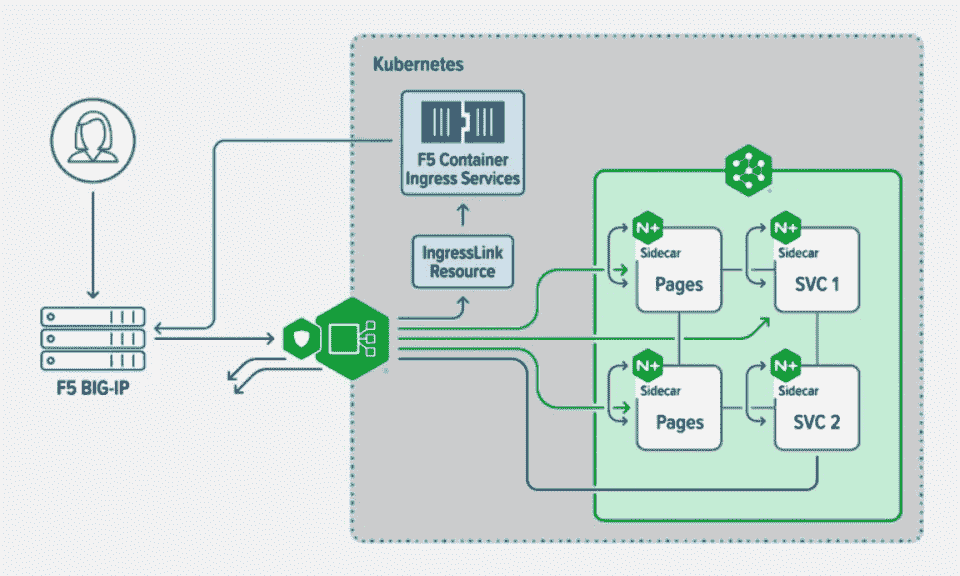 Kubernetes
F5 Container
Ingress Services
IngressLink
Resource
F5 BIG-IP
N+
Sidecar
Pages
N+
Sidecar
SVC 1
N+
Sidecar
Pages
N+
Sidecar
SVC 2